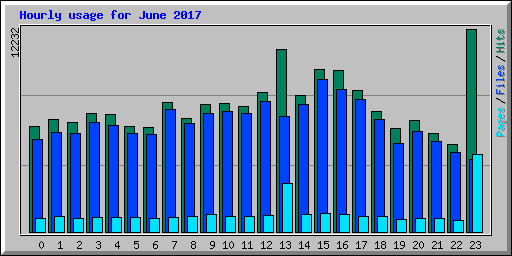 Hourly usage for June 2017
12232
Pages/Files/Hits
0 1 2 3 4 5 6 7 8 9 10 11 12 13 14 15 16 17 18 19 20 21 22 23